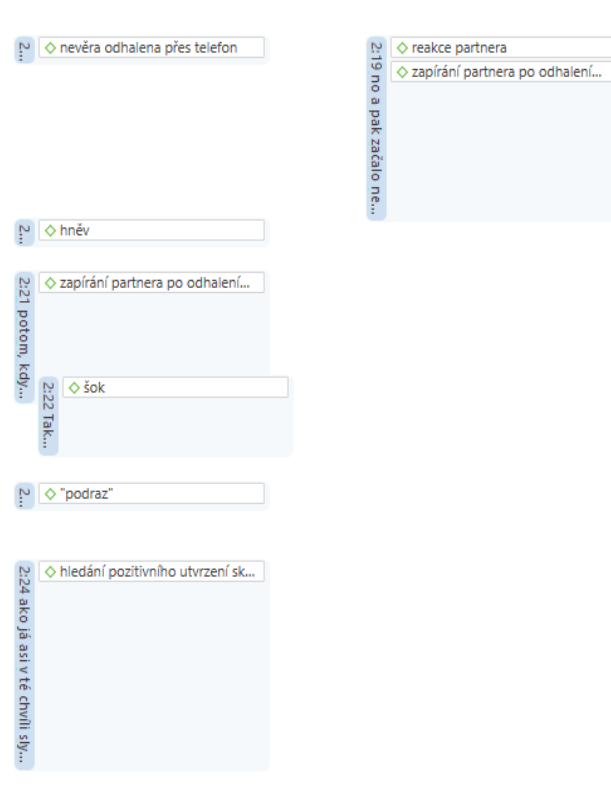 2...
nevěra odhalena přes telefon
2:19 no a pak začalo ne...
reakce partnera
zapírání partnera po odhalení...
2...
hněv
2:21 potom, kdy...
zapírání partnera po odhalení...
2:22 Tak...
šok
2...
"podraz"
2:24 ako já asi v té chvíli sly...
hledání pozitivního utvrzení sk...